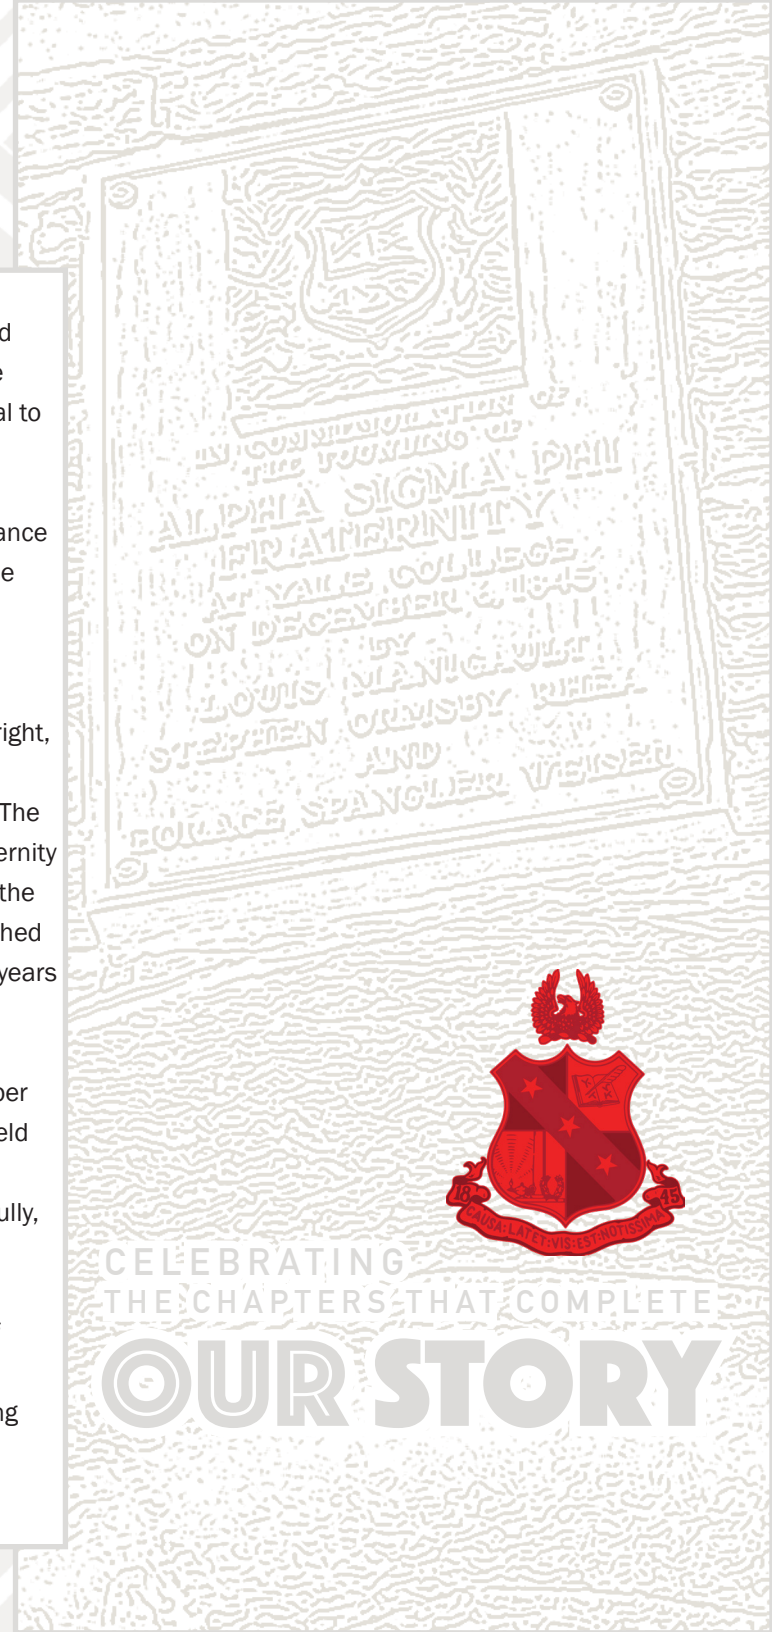 d
e
al to
ance
e
right,
The
ernity
the
hed
years
ber
eld
ully,
ng
IN COMMEMORATION OF
THE FOUNDING OF
ALPHA SIGMA PHI
FRATERNITY
AT YALE COLLEGE
ON DECEMBER 6, 1845
BY
LOUIS MANIGAULT
STEPHEN ORMSBY RHEA
AND
HORACE SPANGLER WEISER
18 45
CAUSA:LATET:VIS:EST:NOTISSIMA
CELEBRATING
THE CHAPTERS THAT COMPLETE
OUR STORY